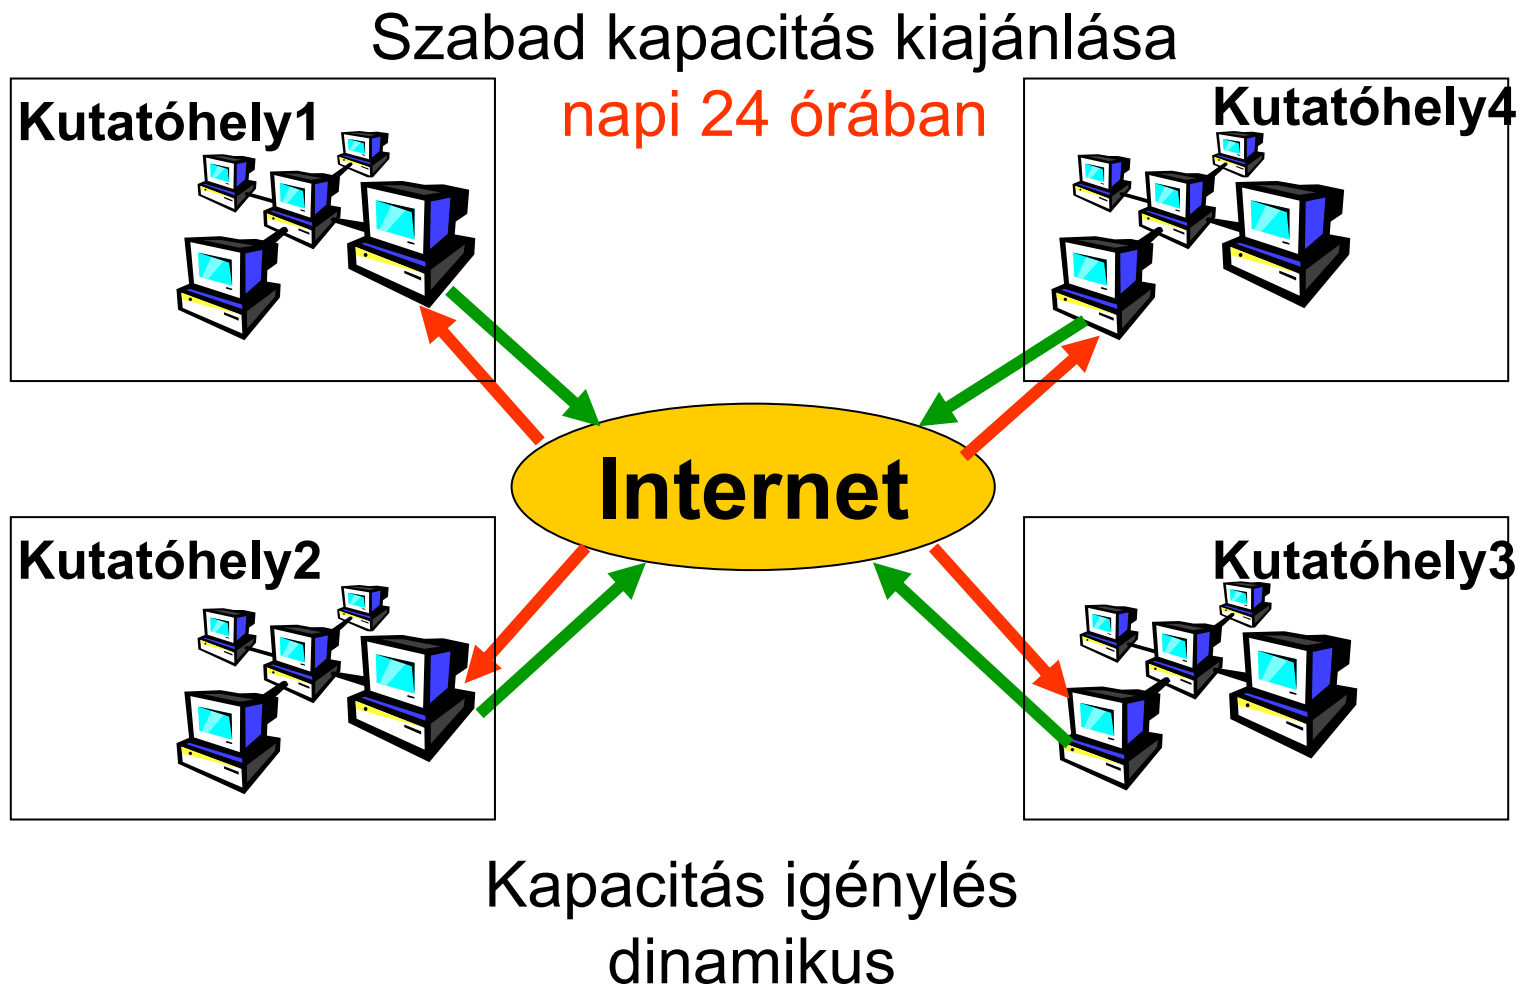 Szabad kapacitás kiajánlása
napi 24 órában
Kutatóhely1
Kutatóhely4
Internet
Kutatóhely2
Kutatóhely3
Kapacitás igénylés
dinamikus